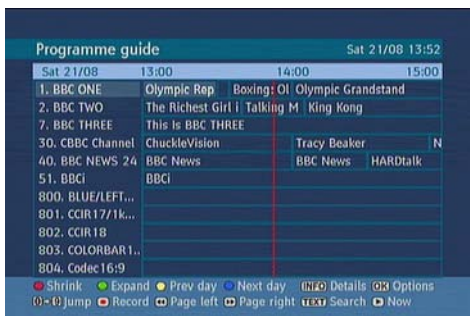 Programme guide Sat 21/08 13:52
Sat 21/08 13:00 14:00 15:00
1. BBC ONE Olympic Rep Boxing: Ol Olympic Grandstand
2. BBC TWO The Richest Girl i Talking M King Kong
7. BBC THREE This Is BBC THREE
30. CBBC Channel ChuckleVision Tracy Beaker N
40. BBC NEWS 24 BBC News BBC News HARDtalk
51. BBCi BBCi
800. BLUE/LEFT...
801. CCIR17/1k...
802. CCIR18
803. COLORBAR1..
804. Codec16:9
Shrink Expand Prev day Next day INFO Details OK Options
0-0 Jump Record Page left Page right TEXT Search Now